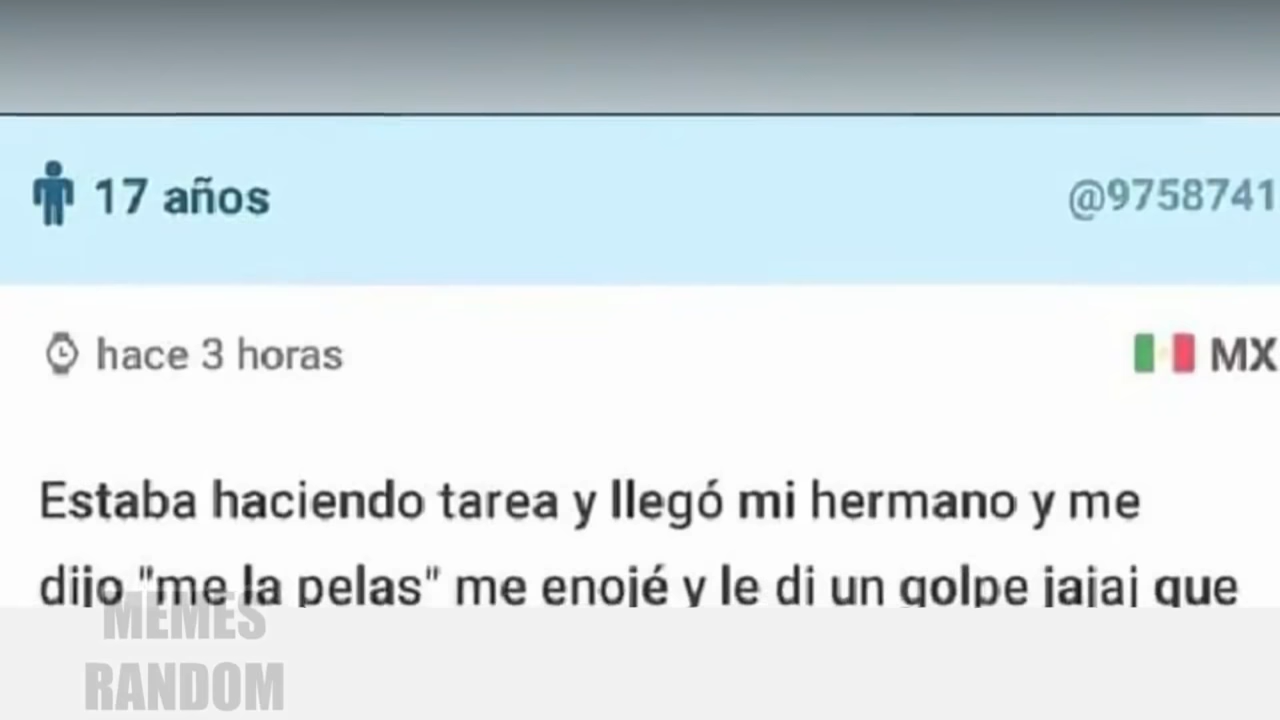 17 años
@9758741
hace 3 horas
MX
Estaba haciendo tarea y llegó mi hermano y me
dijo "me la pelas" me enojé y le di un golpe jajaj que
MEMES
RANDOM